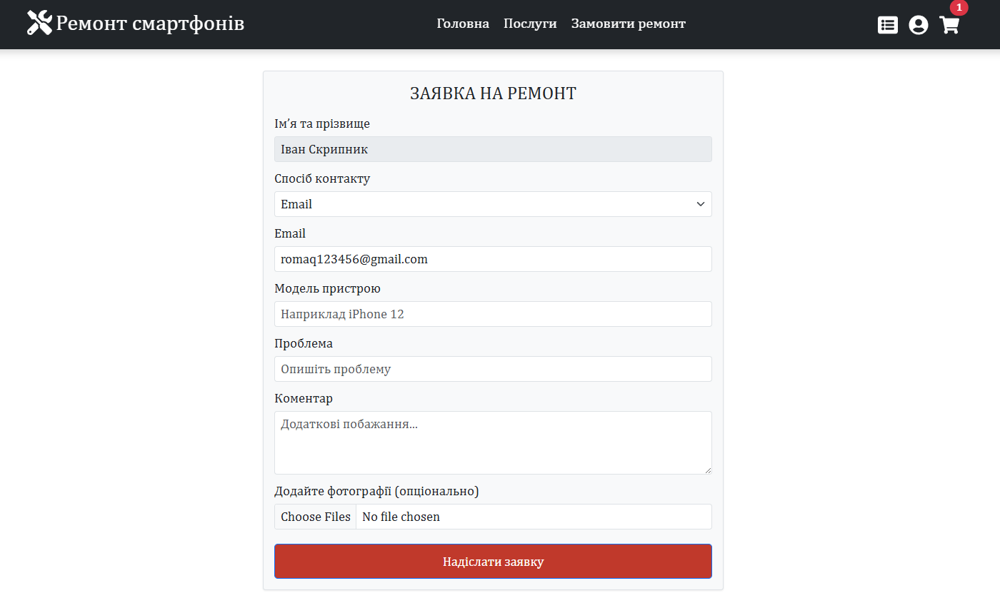 Ремонт смартфонів
Головна Послуги Замовити ремонт
1
ЗАЯВКА НА РЕМОНТ
Ім’я та прізвище
Іван Скрипник
Спосіб контакту
Email
Email
romaq123456@gmail.com
Модель пристрою
Наприклад iPhone 12
Проблема
Опишіть проблему
Коментар
Додаткові побажання...
Додайте фотографії (опціонально)
Choose Files No file chosen
Надіслати заявку